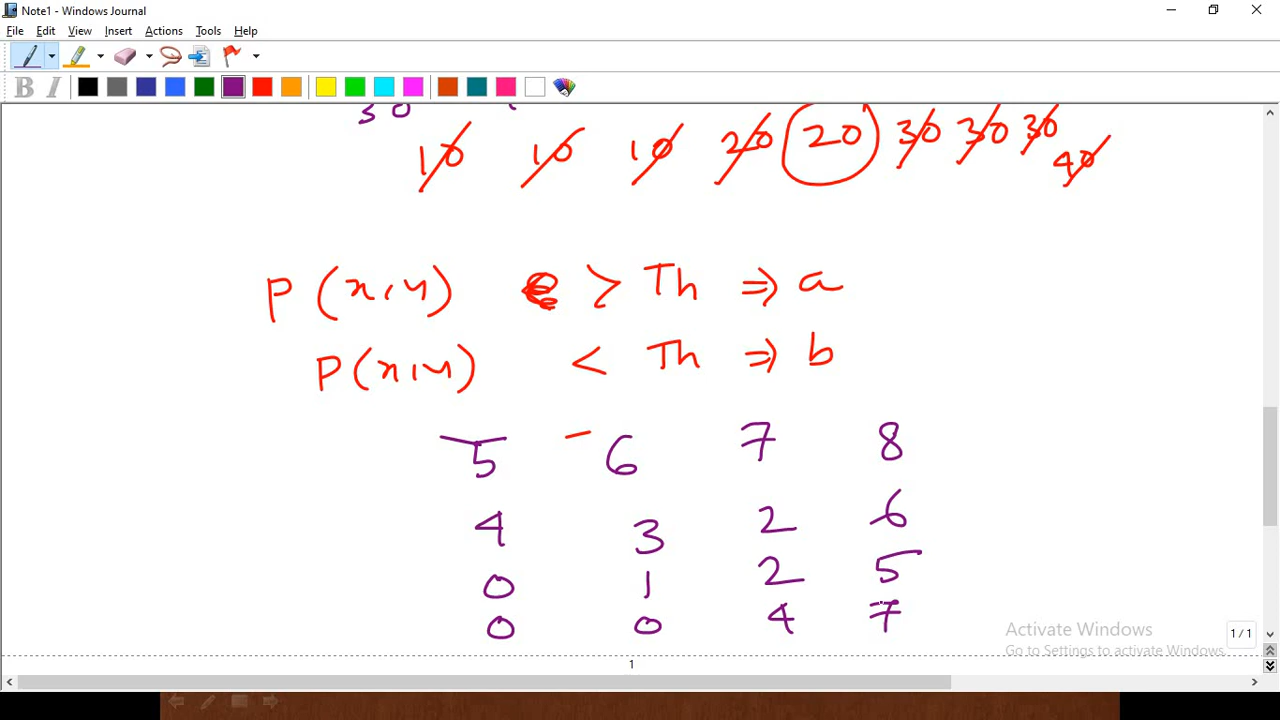 Note1 - Windows Journal
File Edit View Insert Actions Tools Help
B I
30
10 10 10 20 20 30 30 30 40
P(x,y) > Th ⇒ a
P(x,y) < Th ⇒ b
5 6 7 8
4 3 2 6
0 1 2 5
0 0 4 7
Activate Windows
Go to Settings to activate Windows.
1/1
1